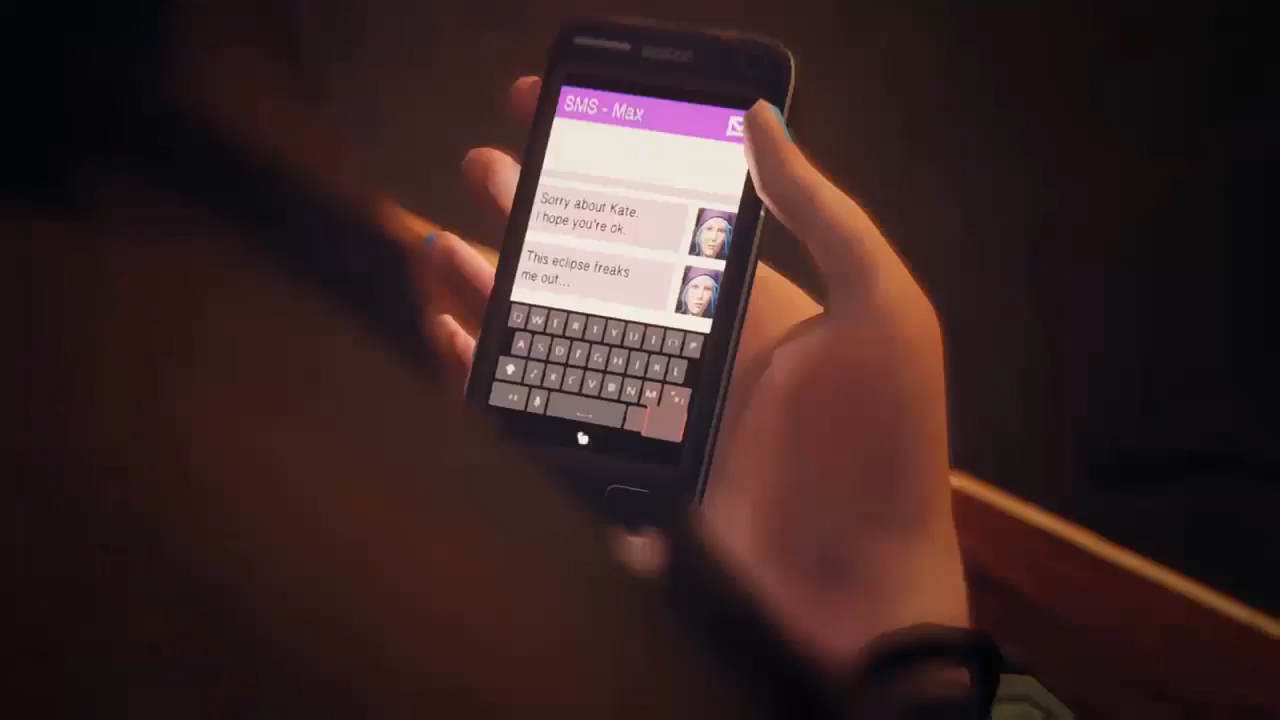 SMS - Max
Sorry about Kate.
I hope you're ok.
This eclipse freaks
me out...
Q W E R T Y U I O P
A S D F G H J K L
Z X C V B N M